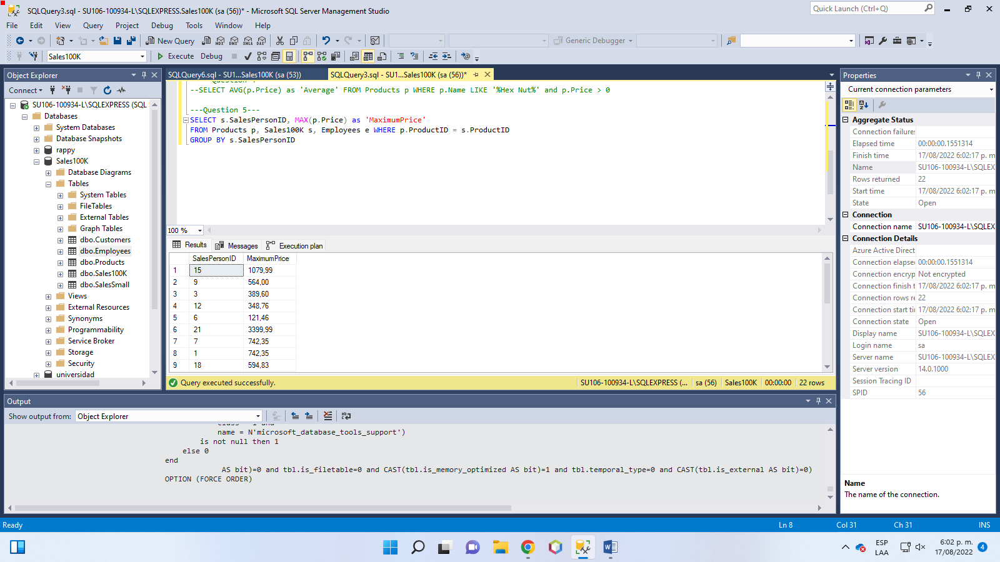 SQLQuery3.sql - SU106-100934-L\SQLEXPRESS.Sales100K (sa (56))* - Microsoft SQL Server Management Studio
Quick Launch (Ctrl+Q)
File Edit View Query Project Debug Tools Window Help
New Query
MDX DMX XMLA DAX
Generic Debugger
Sales100K
Execute Debug
Object Explorer
Connect
SU106-100934-L\SQLEXPRESS (SQL
Databases
System Databases
Database Snapshots
rappy
Sales100K
Database Diagrams
Tables
System Tables
FileTables
External Tables
Graph Tables
dbo.Customers
dbo.Employees
dbo.Products
dbo.Sales100K
dbo.SalesSmall
Views
External Resources
Synonyms
Programmability
Service Broker
Storage
Security
universidad
SQLQuery6.sql - SU1...Sales100K (sa (53))
SQLQuery3.sql - SU1...Sales100K (sa (56))*
--SELECT AVG(p.Price) as 'Average' FROM Products p WHERE p.Name LIKE '%Hex Nut%' and p.Price > 0
---Question 5---
SELECT s.SalesPersonID, MAX(p.Price) as 'MaximumPrice'
FROM Products p, Sales100K s, Employees e WHERE p.ProductID = s.ProductID
GROUP BY s.SalesPersonID
100 %
Results Messages Execution plan
SalesPersonID MaximumPrice
1 15 1079,99
2 9 564,00
3 3 389,60
4 12 348,76
5 6 121,46
6 21 3399,99
7 7 742,35
8 1 742,35
9 18 594,83
Query executed successfully.
SU106-100934-L\SQLEXPRESS (... sa (56) Sales100K 00:00:00 22 rows
Properties
Current connection parameters
Aggregate Status
Connection failures
Elapsed time 00:00:00.1551314
Finish time 17/08/2022 6:02:17 p. m
Name SU106-100934-L\SQLEX
Rows returned 22
Start time 17/08/2022 6:02:17 p. m
State Open
Connection
Connection name SU106-100934-L\SQLEX
Connection Details
Azure Active Direct
Connection elapse 00:00:00.1551314
Connection encryp Not encrypted
Connection finish t 17/08/2022 6:02:17 p. m
Connection rows re 22
Connection start ti 17/08/2022 6:02:17 p. m
Connection state Open
Display name SU106-100934-L\SQLEX
Login name sa
Server name SU106-100934-L\SQLEX
Server version 14.0.1000
Session Tracing ID
SPID 56
Name
The name of the connection.
Output
Show output from: Object Explorer
name = N'microsoft_database_tools_support')
is not null then 1
else 0
end
AS bit)=0 and tbl.is_filetable=0 and CAST(tbl.is_memory_optimized AS bit)=1 and tbl.temporal_type=0 and CAST(tbl.is_external AS bit)=0)
OPTION (FORCE ORDER)
Ready
Ln 8 Col 31 Ch 31 INS
ESP
LAA
6:02 p. m.
17/08/2022
4